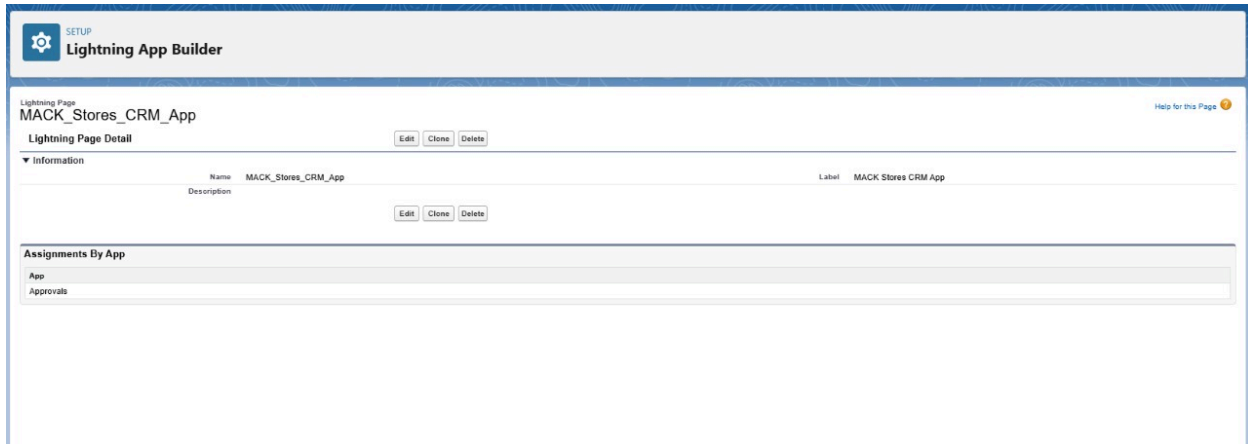 SETUP
Lightning App Builder
Lightning Page
MACK_Stores_CRM_App
Help for this Page ?
Lightning Page Detail Edit Clone Delete
Information
Name MACK_Stores_CRM_App Label MACK Stores CRM App
Description
Edit Clone Delete
Assignments By App
App
Approvals